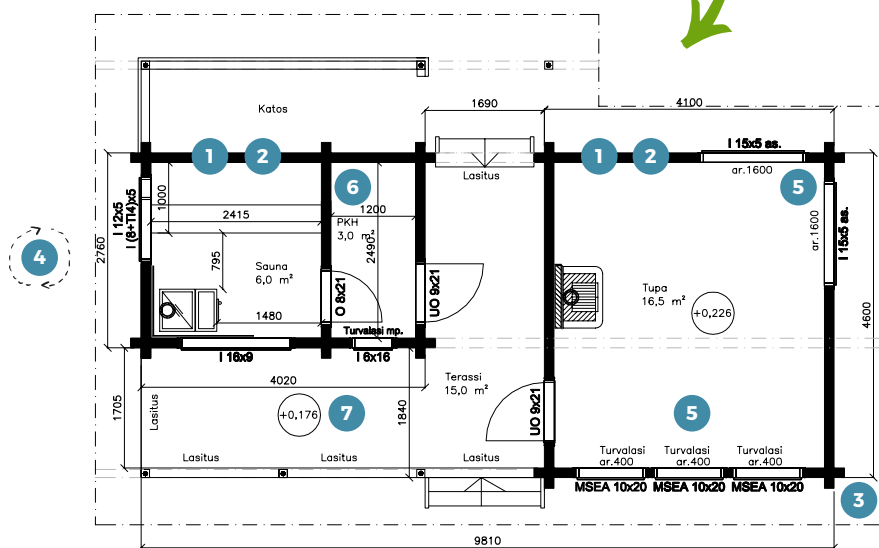 Katos
1690
4100
1
2
1
2
I 15x5 as.
ar.1600
Lasitus
6
5
1000
I 12x5
I (8+TI4)x5
2415
1200
PKH
3,0 m²
2490
ar.1600
I 15x5 as.
2760
4
795
Sauna
6,0 m²
O 8x21
UO 9x21
Tupa
16,5 m²
+0,226
1480
Turvalasi mp.
4600
I 16x9
I 6x16
4020
Terassi
15,0 m²
1705
Lasitus
+0,176
7
1840
UO 9x21
5
Lasitus
Lasitus
Lasitus
Turvalasi
ar.400
Turvalasi
ar.400
Turvalasi
ar.400
MSEA 10x20
MSEA 10x20
MSEA 10x20
3
9810